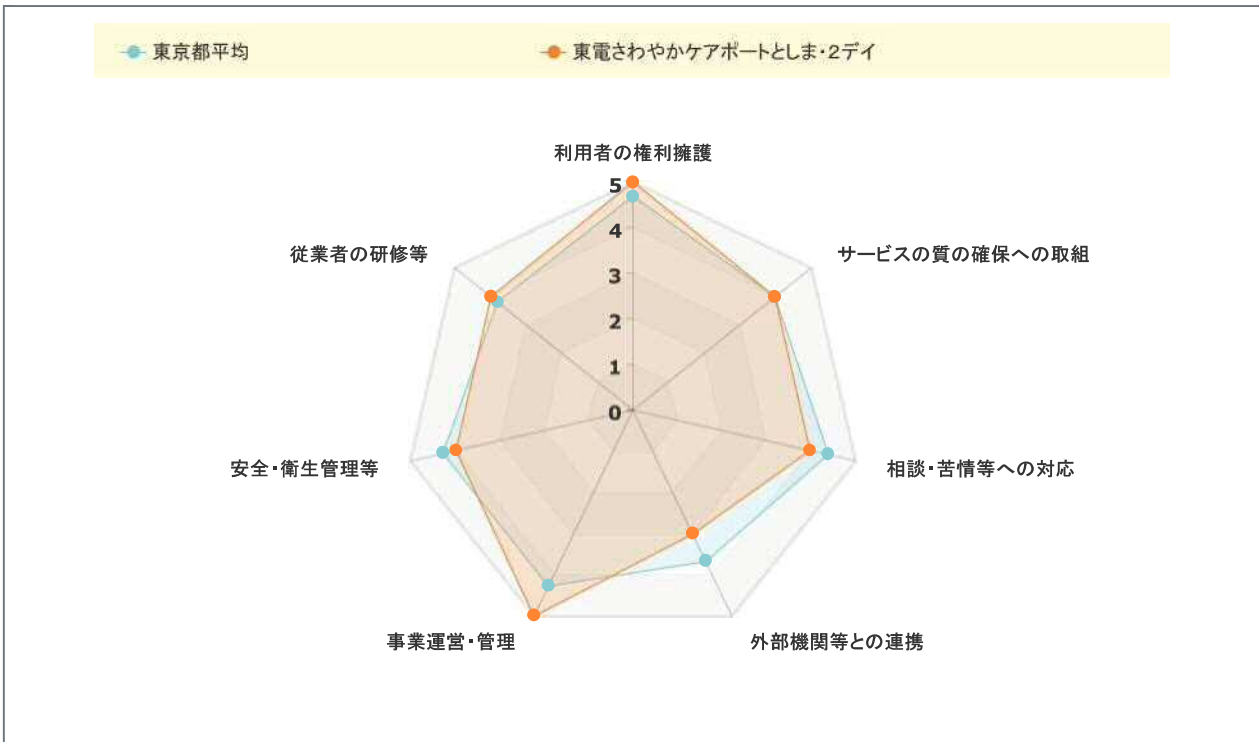 東京都平均
東電さわやかケアポートとしま・2デイ
利用者の権利擁護
5
従業者の研修等
サービスの質の確保への取組
4
3
2
1
0
安全・衛生管理等
相談・苦情等への対応
事業運営・管理
外部機関等との連携